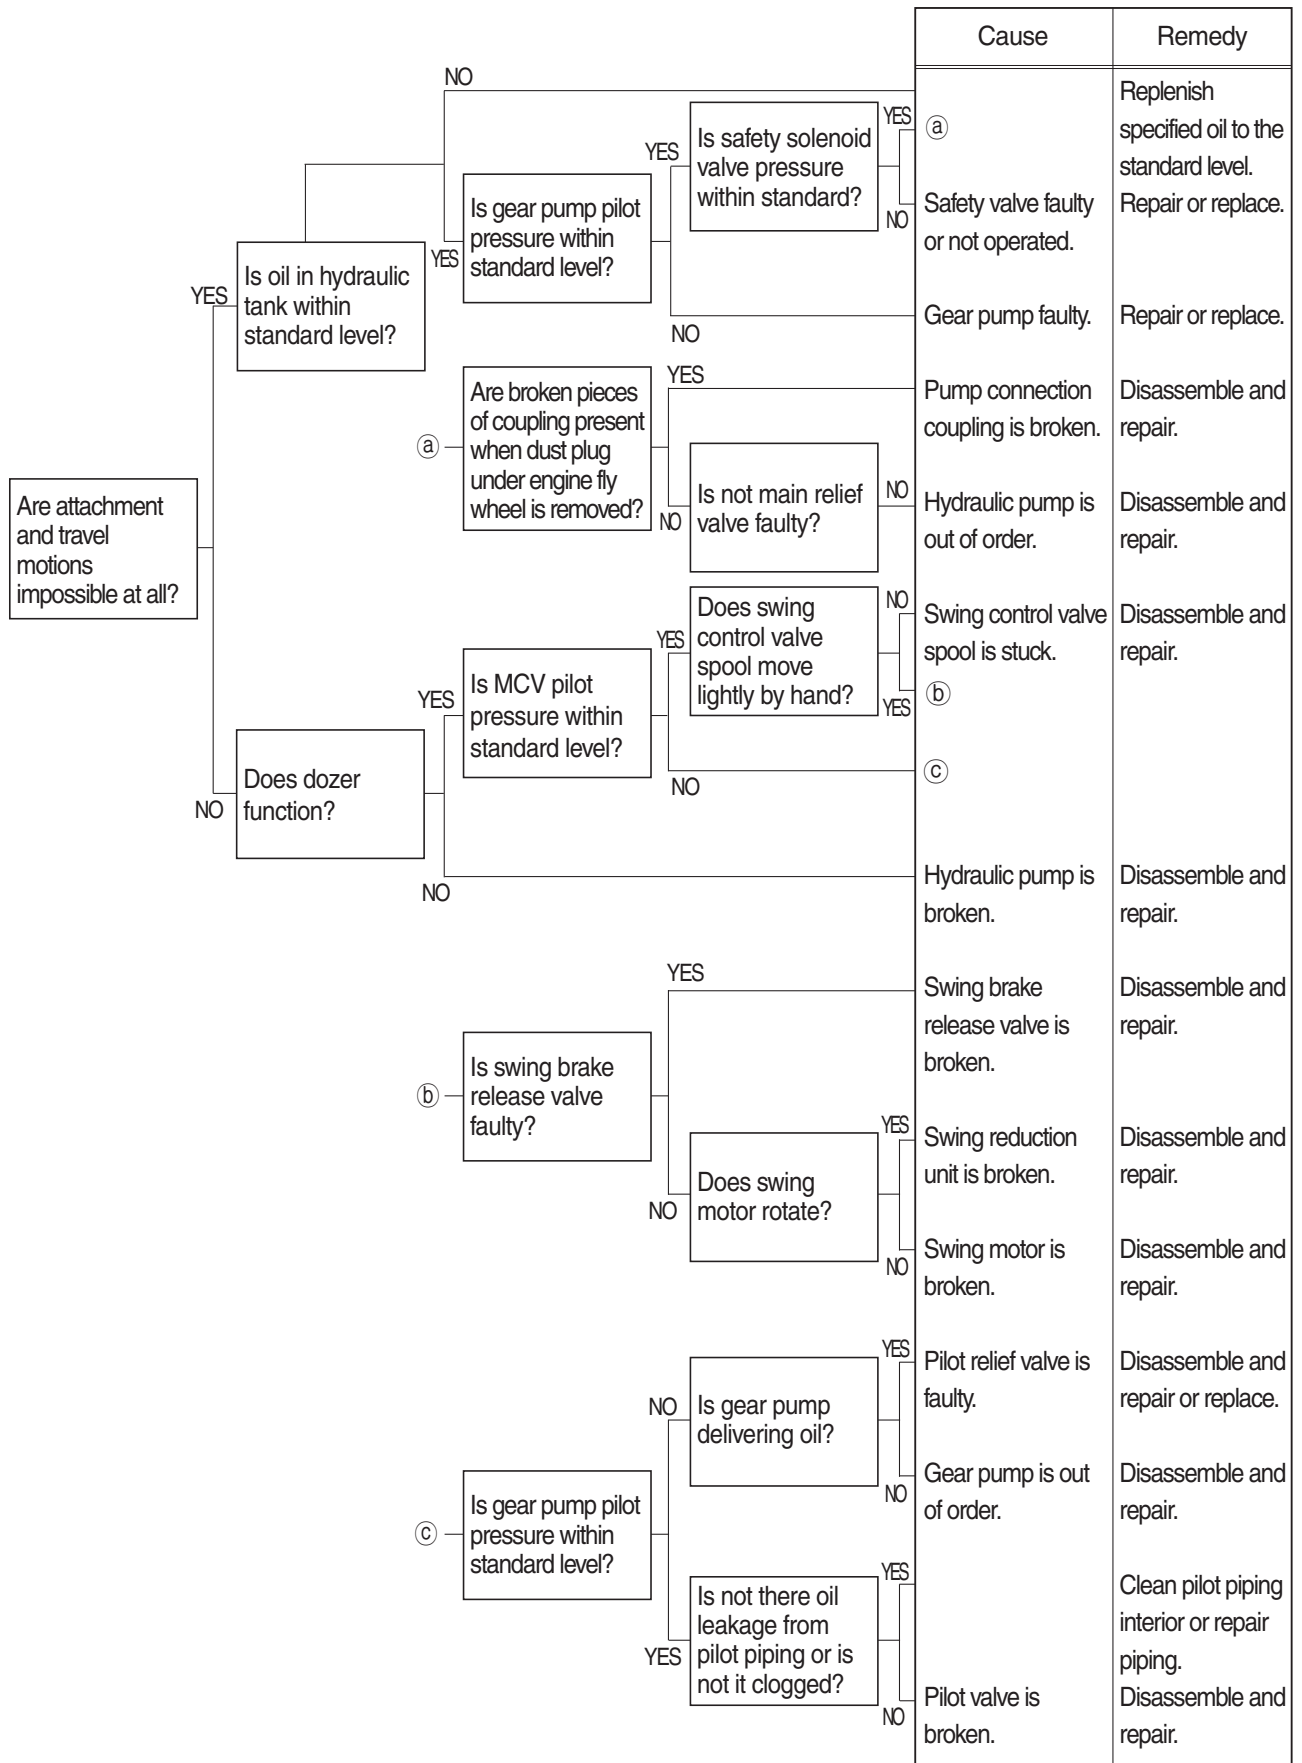 Cause
Remedy
NO
Replenish
specified oil to the
standard level.
YES
ⓐ
Is safety solenoid
valve pressure
within standard?
YES
NO
Safety valve faulty
or not operated.
Repair or replace.
Is gear pump pilot
pressure within
standard level?
YES
Is oil in hydraulic
tank within
standard level?
YES
NO
Gear pump faulty.
Repair or replace.
Are broken pieces
of coupling present
when dust plug
under engine fly
wheel is removed?
ⓐ
YES
Pump connection
coupling is broken.
Disassemble and
repair.
NO
Is not main relief
valve faulty?
NO
Hydraulic pump is
out of order.
Disassemble and
repair.
Are attachment
and travel
motions
impossible at all?
Does swing
control valve
spool move
lightly by hand?
NO
Swing control valve
spool is stuck.
Disassemble and
repair.
YES
YES
ⓑ
Is MCV pilot
pressure within
standard level?
YES
NO
ⓒ
Does dozer
function?
NO
NO
Hydraulic pump is
broken.
Disassemble and
repair.
YES
Swing brake
release valve is
broken.
Disassemble and
repair.
ⓑ
Is swing brake
release valve
faulty?
NO
Does swing
motor rotate?
YES
Swing reduction
unit is broken.
Disassemble and
repair.
NO
Swing motor is
broken.
Disassemble and
repair.
NO
Is gear pump
delivering oil?
YES
Pilot relief valve is
faulty.
Disassemble and
repair or replace.
NO
Gear pump is out
of order.
Disassemble and
repair.
ⓒ
Is gear pump pilot
pressure within
standard level?
YES
Is not there oil
leakage from
pilot piping or is
not it clogged?
YES
Clean pilot piping
interior or repair
piping.
NO
Pilot valve is
broken.
Disassemble and
repair.